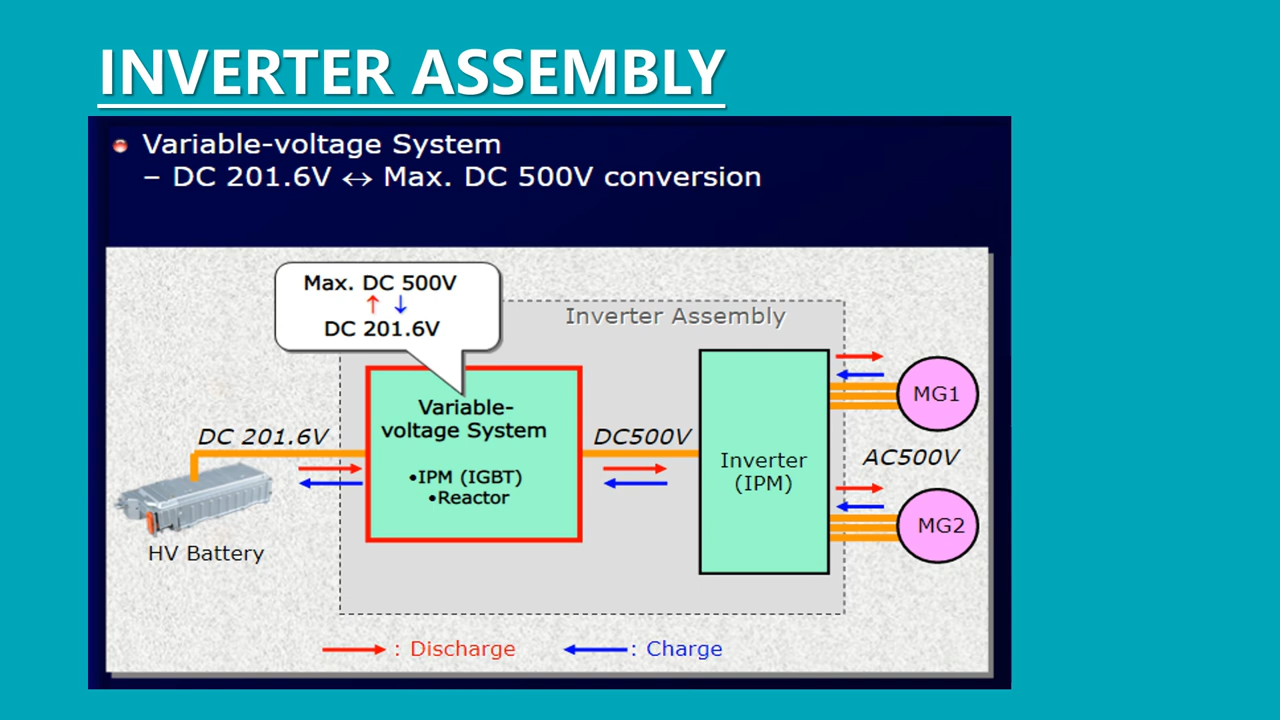 INVERTER ASSEMBLY
Variable-voltage System
– DC 201.6V ↔ Max. DC 500V conversion
Max. DC 500V
↑ ↓
DC 201.6V
Inverter Assembly
Variable-
voltage System
•IPM (IGBT)
•Reactor
DC 201.6V
HV Battery
DC500V
Inverter
(IPM)
MG1
AC500V
MG2
: Discharge
: Charge